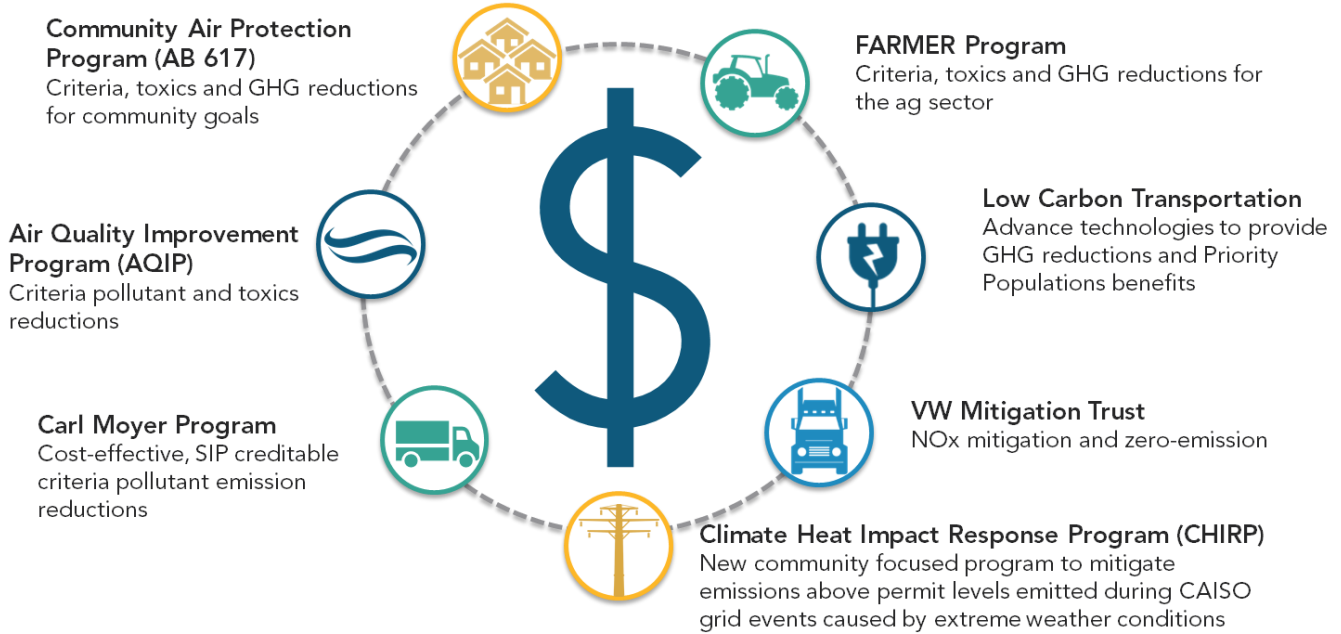 Community Air Protection
Program (AB 617)
Criteria, toxics and GHG reductions
for community goals
FARMER Program
Criteria, toxics and GHG reductions for
the ag sector
Air Quality Improvement
Program (AQIP)
Criteria pollutant and toxics
reductions
Low Carbon Transportation
Advance technologies to provide
GHG reductions and Priority
Populations benefits
Carl Moyer Program
Cost-effective, SIP creditable
criteria pollutant emission
reductions
VW Mitigation Trust
NOx mitigation and zero-emission
Climate Heat Impact Response Program (CHIRP)
New community focused program to mitigate
emissions above permit levels emitted during CAISO
grid events caused by extreme weather conditions
$